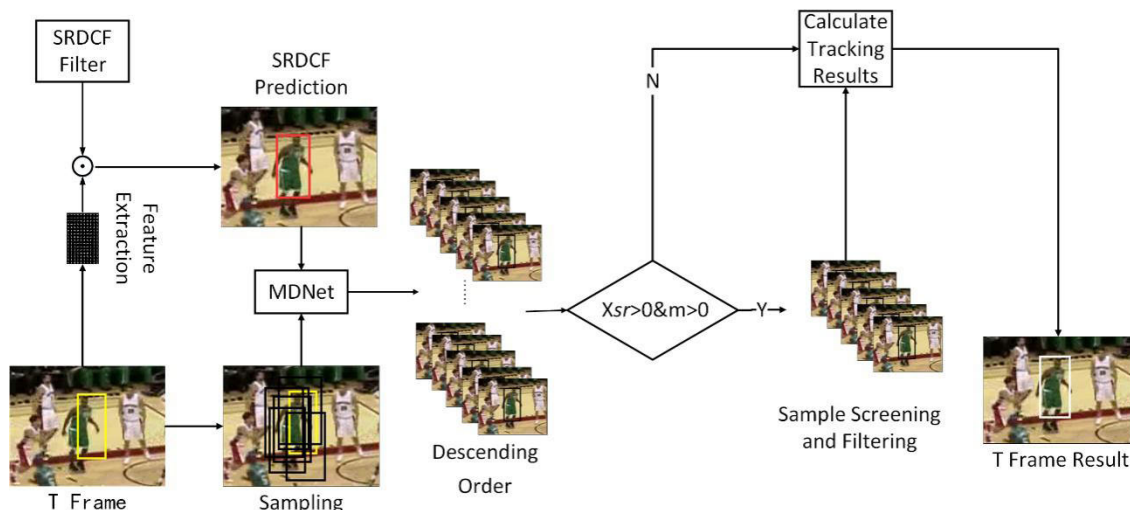 SRDCF
Filter
SRDCF
Prediction
Feature
Extraction
MDNet
T Frame
Sampling
Descending
Order
Xsr>0&m>0
N
Y
Calculate
Tracking
Results
Sample Screening
and Filtering
T Frame Result